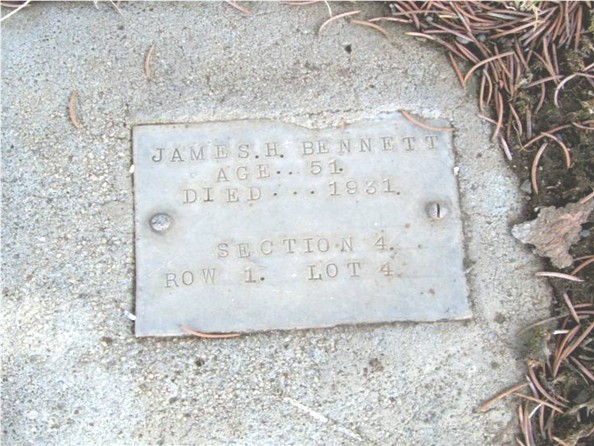 JAMES.H. BENNETT
AGE.. 51.
DIED... 1931.
SECTION 4.
ROW 1. LOT 4.